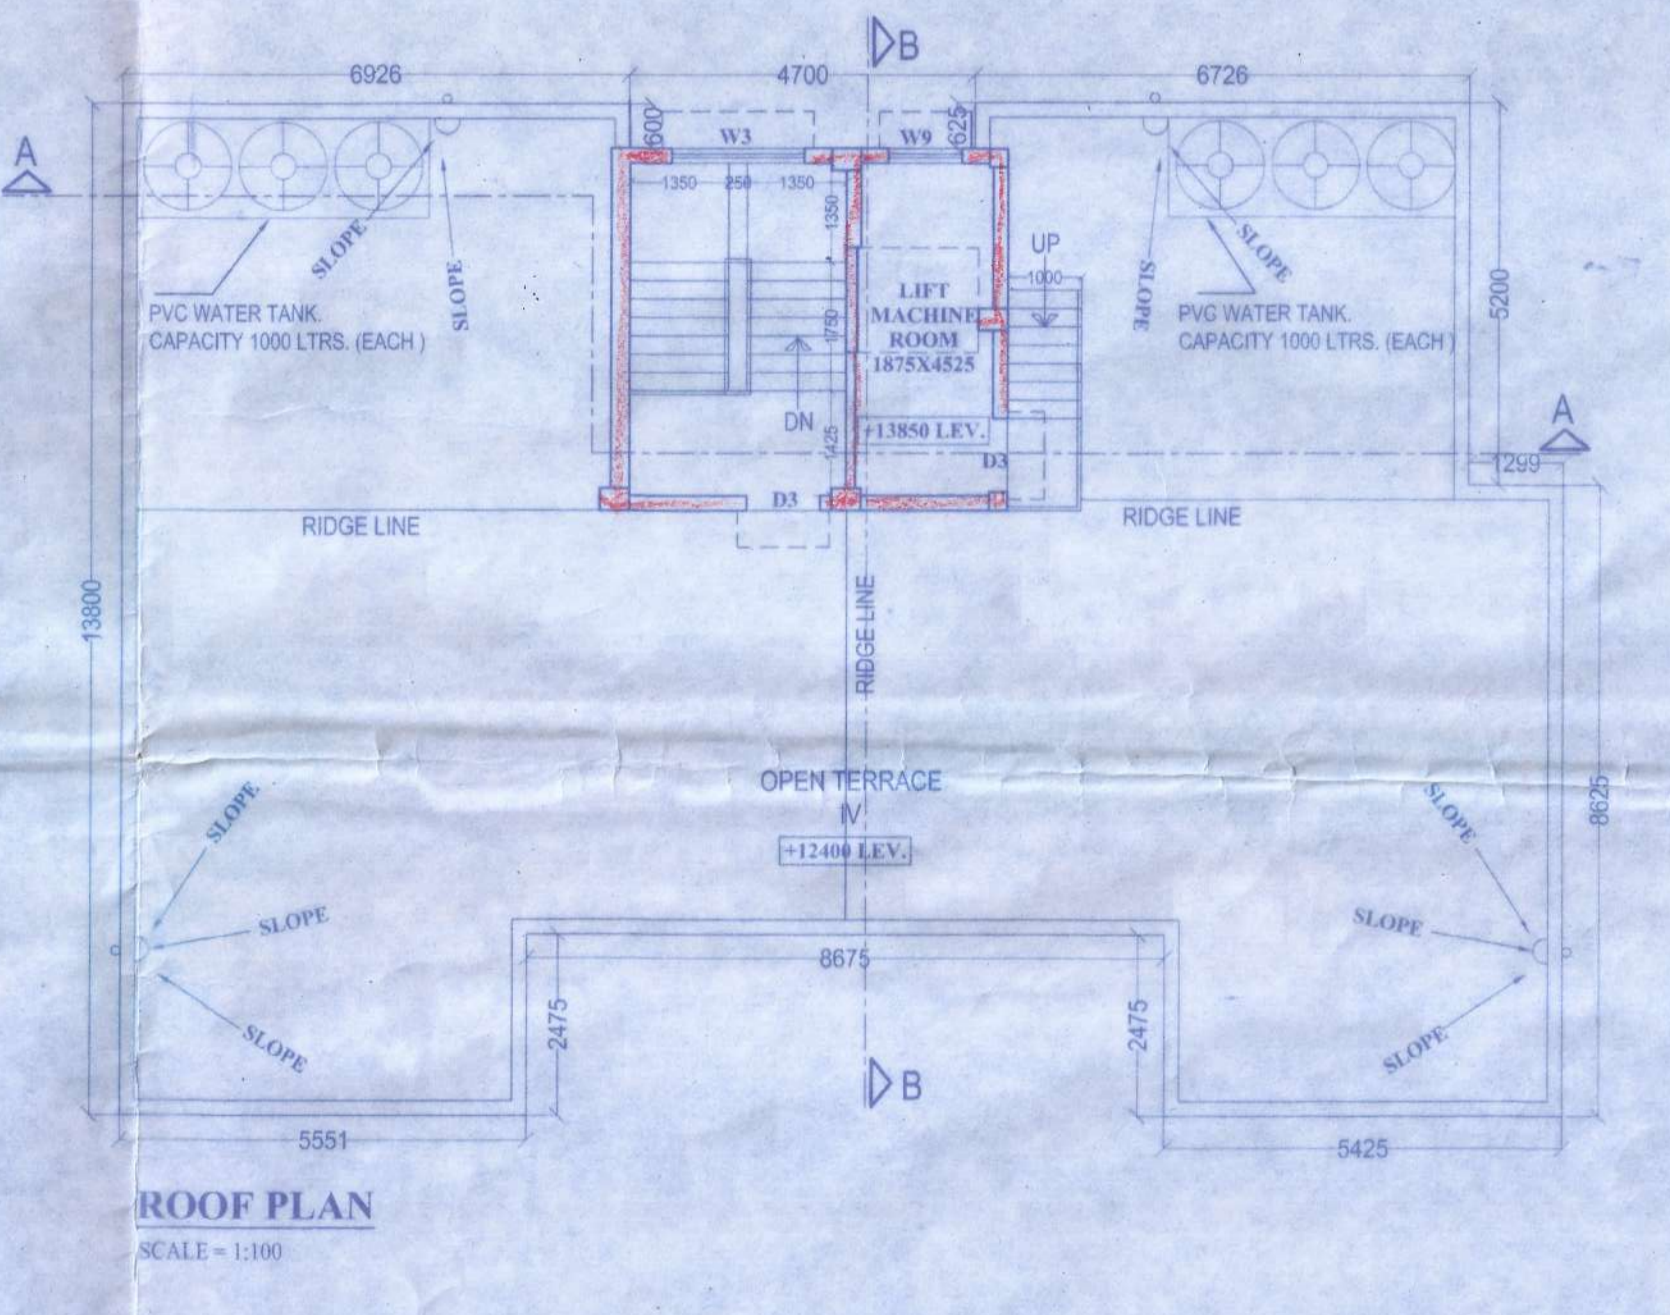 B
6926
4700
6726
600
W3
W9
625
A
1350
250
1350
1350
UP
1000
SLOPE
SLOPE
SLOPE
SLOPE
5200
PVC WATER TANK.
CAPACITY 1000 LTRS. (EACH )
LIFT
MACHINE
ROOM
1875X4525
1750
PVC WATER TANK.
CAPACITY 1000 LTRS. (EACH )
DN
1425
+13850 LEV.
A
D3
1299
D3
RIDGE LINE
RIDGE LINE
13800
RIDGE LINE
OPEN TERRACE
IV
+12400 LEV.
8625
SLOPE
SLOPE
SLOPE
SLOPE
SLOPE
SLOPE
8675
2475
2475
B
5551
5425
ROOF PLAN
SCALE = 1:100